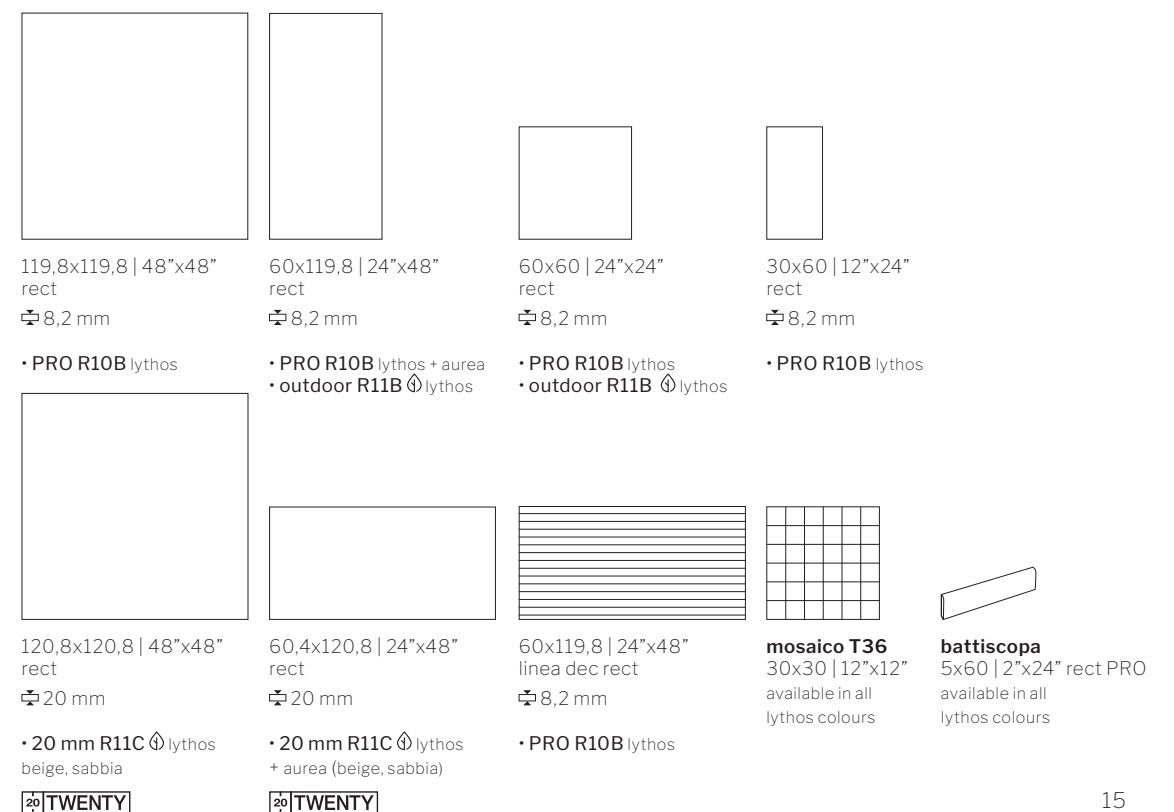 119,8x119,8 | 48”x48”
rect
8,2 mm
• PRO R10B lythos
60x119,8 | 24”x48”
rect
8,2 mm
• PRO R10B lythos + aurea
• outdoor R11B lythos
60x60 | 24”x24”
rect
8,2 mm
• PRO R10B lythos
• outdoor R11B lythos
30x60 | 12”x24”
rect
8,2 mm
• PRO R10B lythos
120,8x120,8 | 48”x48”
rect
20 mm
• 20 mm R11C lythos
beige, sabbia
20 TWENTY
60,4x120,8 | 24”x48”
rect
20 mm
• 20 mm R11C lythos
+ aurea (beige, sabbia)
20 TWENTY
60x119,8 | 24”x48”
linea dec rect
8,2 mm
• PRO R10B lythos
mosaico T36
30x30 | 12”x12”
available in all
lythos colours
battiscopa
5x60 | 2”x24” rect PRO
available in all
lythos colours
15